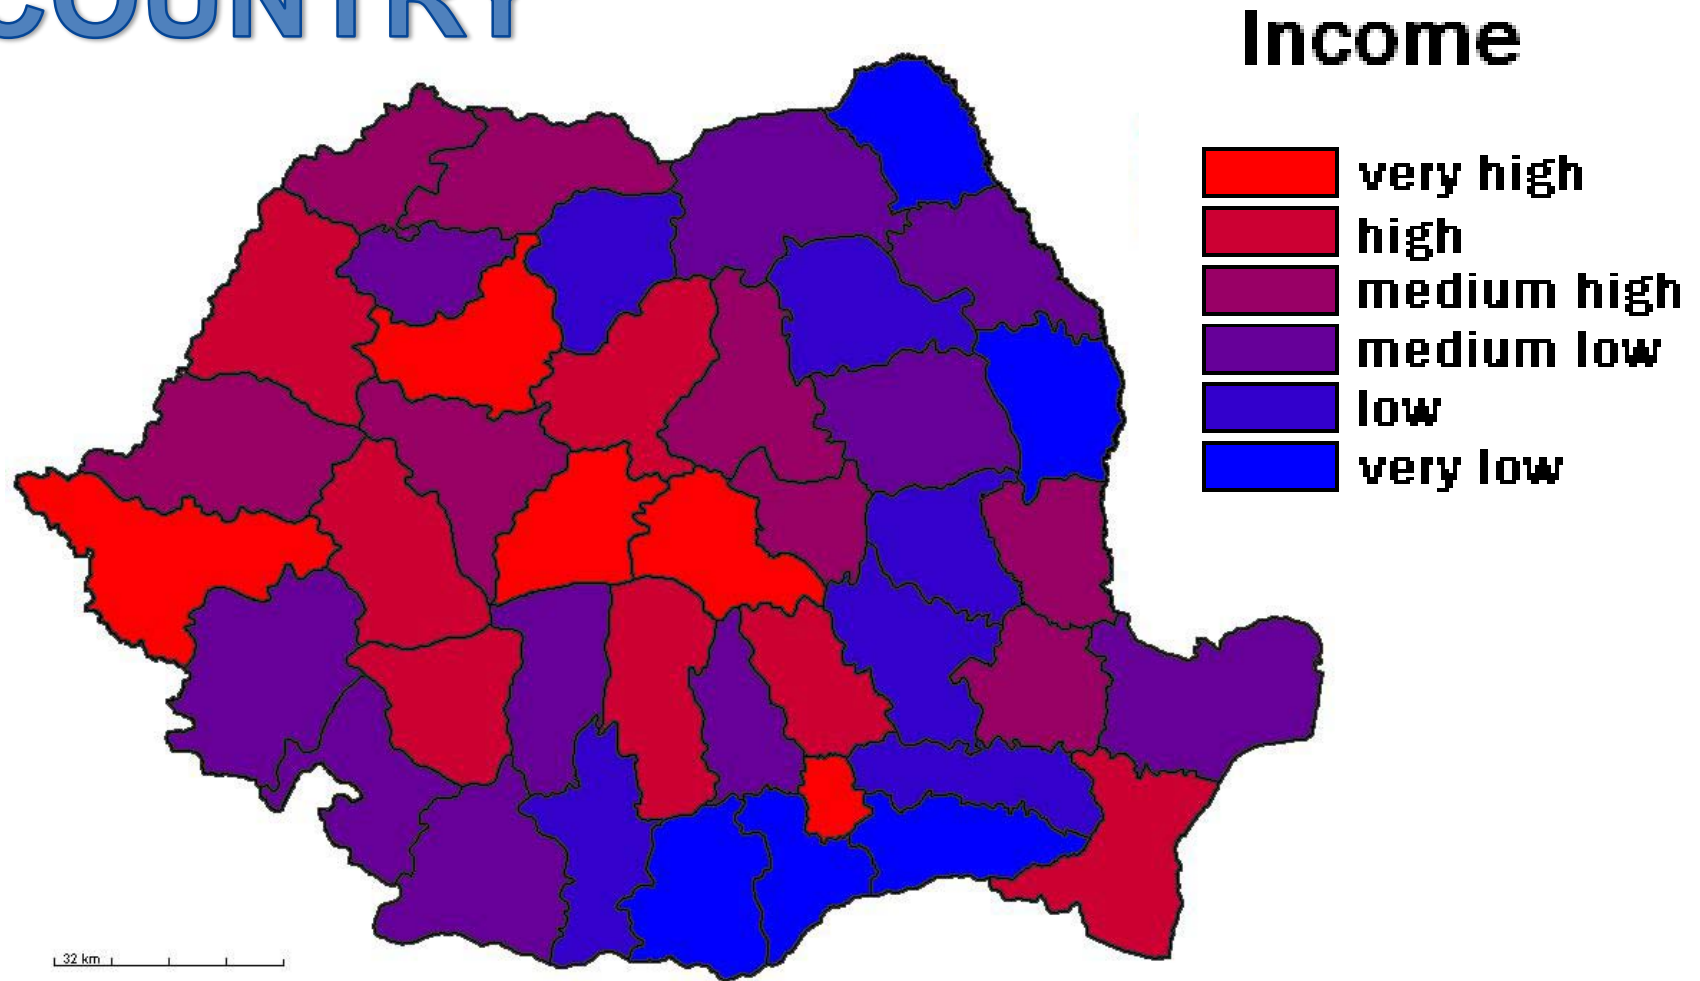 COUNTRY
Income
very high
high
medium high
medium low
low
very low
32 km